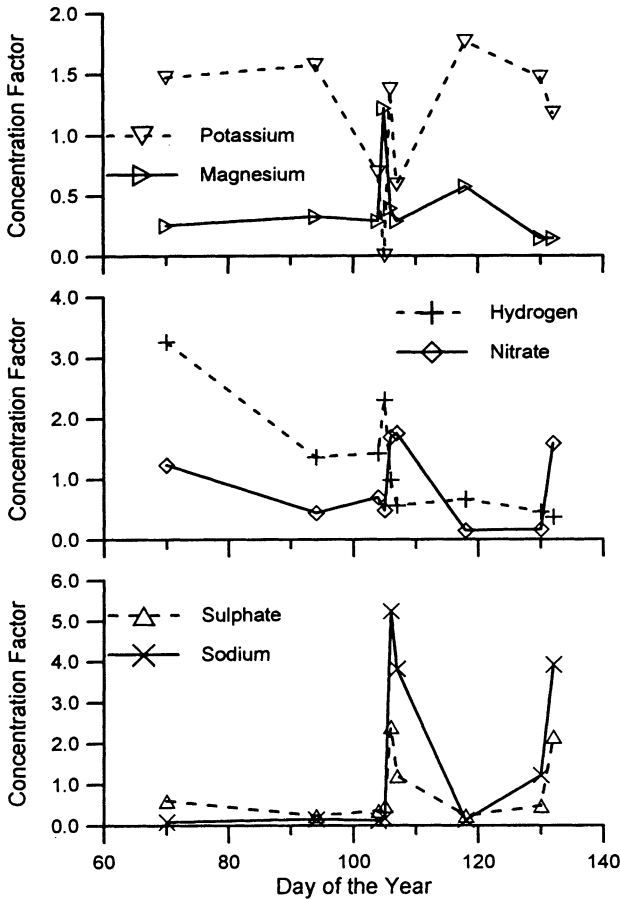 2.0
1.5
1.0
0.5
0.0
Concentration Factor
Potassium
Magnesium
4.0
3.0
2.0
1.0
0.0
Concentration Factor
Hydrogen
Nitrate
6.0
5.0
4.0
3.0
2.0
1.0
0.0
Concentration Factor
Sulphate
Sodium
60 80 100 120 140
Day of the Year